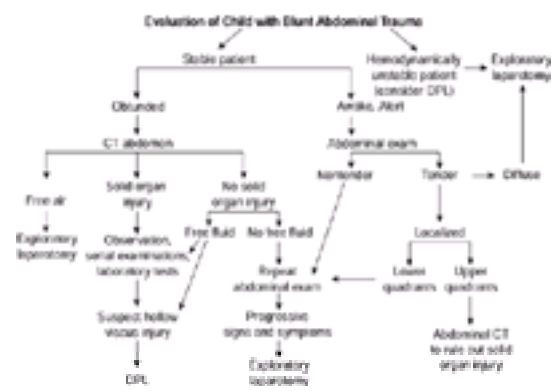 Evaluation of Child with Blunt Abdominal Trauma
Stable patient
Hemodynamically
unstable patient
(consider DPL)
Exploratory
laparotomy
Obtunded
Awake, Alert
CT abdomen
Abdominal exam
Free air
Solid organ
injury
No solid
organ injury
Nontender
Tender
Diffuse
Exploratory
laparotomy
Observation,
serial examinations,
laboratory tests
Free fluid
No free fluid
Localized
Repeat
abdominal exam
Lower
quadrants
Upper
quadrants
Suspect hollow
viscus injury
Progressive
signs and symptoms
Abdominal CT
to rule out solid
organ injury
DPL
Exploratory
laparotomy